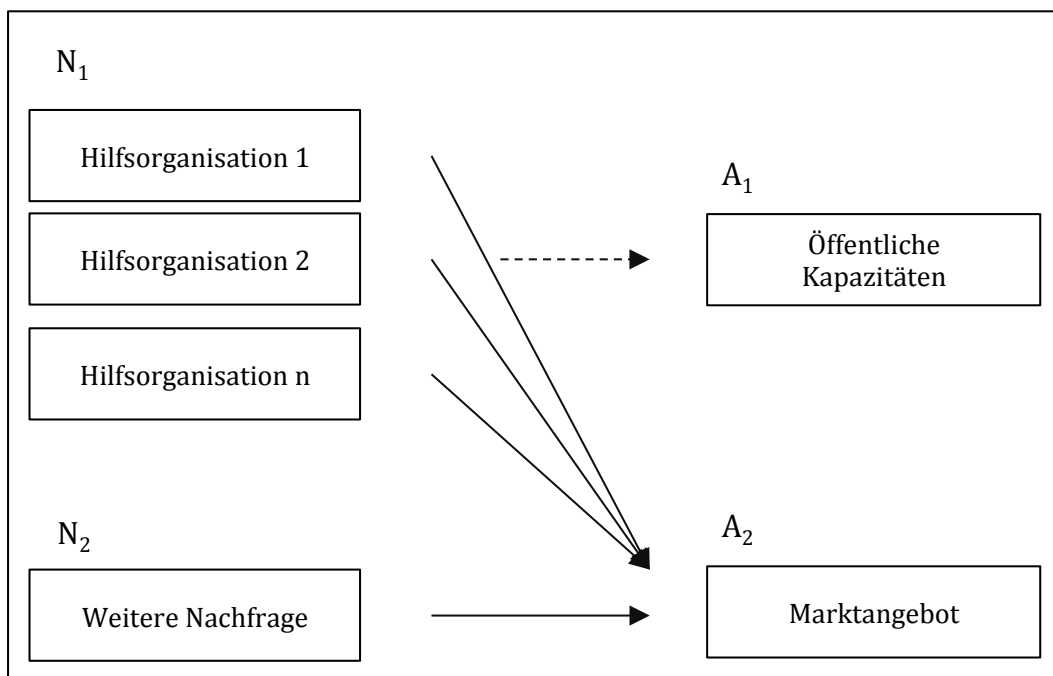 N₁
Hilfsorganisation 1
Hilfsorganisation 2
Hilfsorganisation n
A₁
Öffentliche
Kapazitäten
N₂
Weitere Nachfrage
A₂
Marktangebot